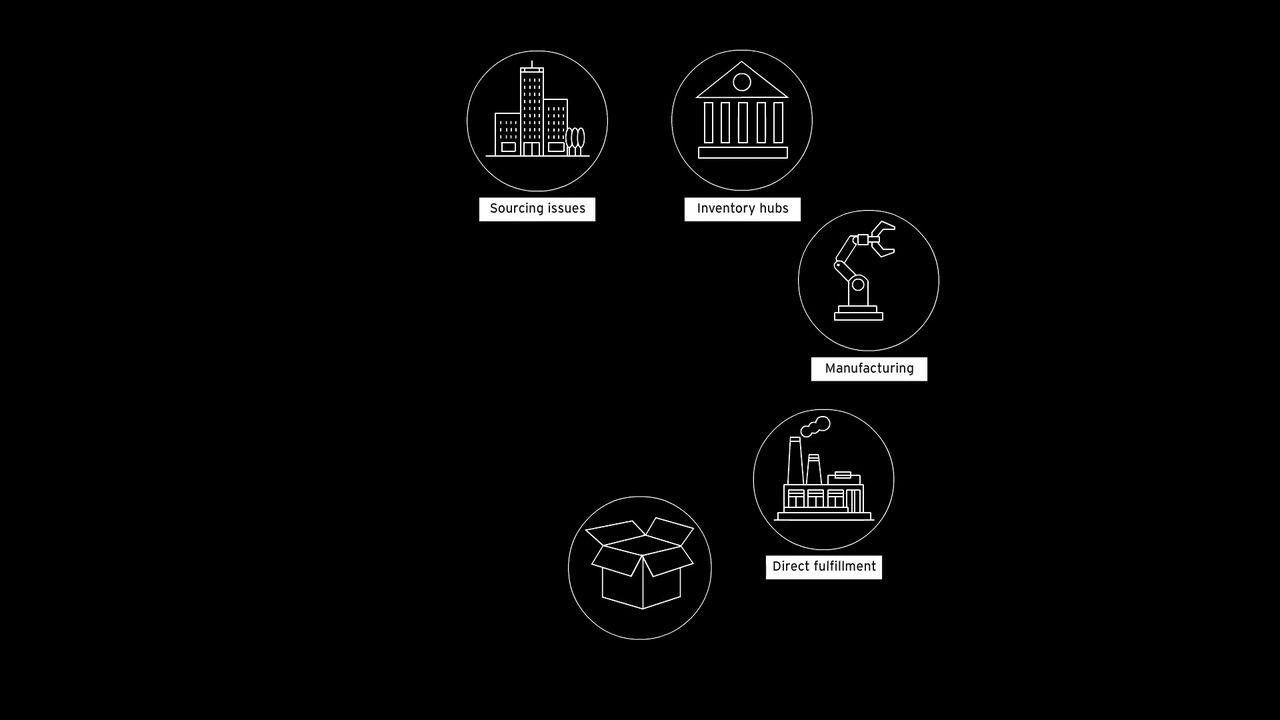 Sourcing issues
Inventory hubs
Manufacturing
Direct fulfillment